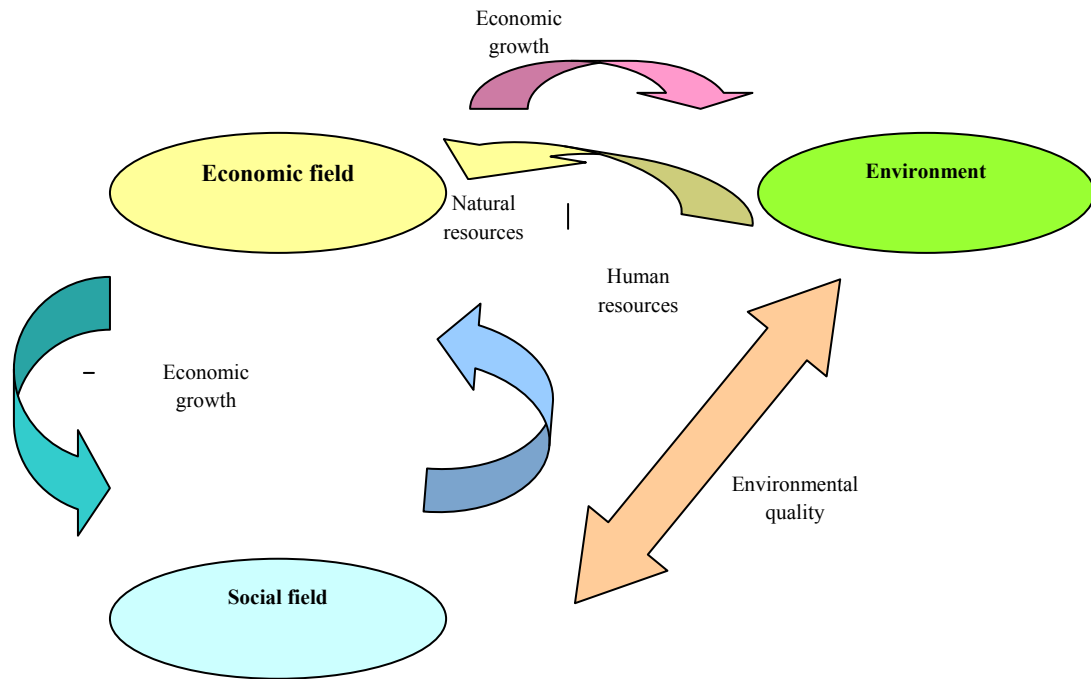 Economic
growth
Economic field
Environment
Natural
resources
Human
resources
Economic
growth
Environmental
quality
Social field